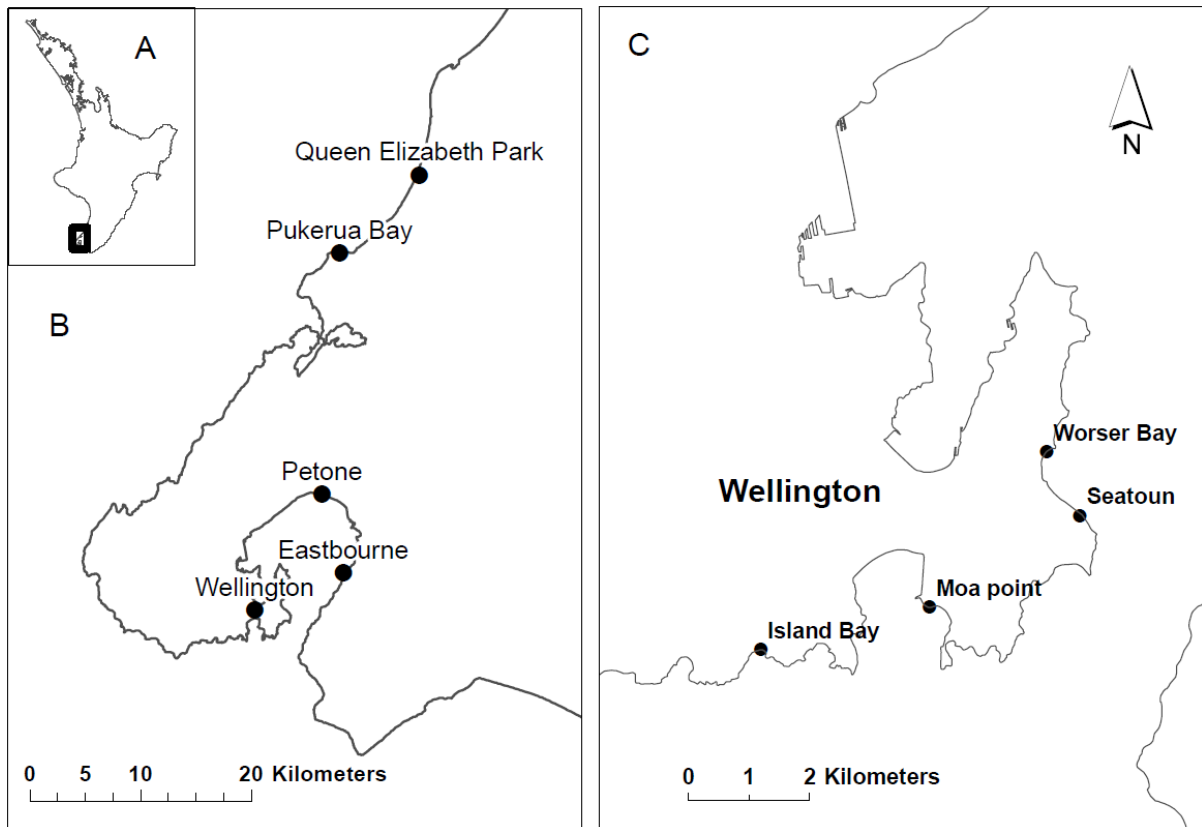 A
B
Queen Elizabeth Park
Pukerua Bay
Petone
Eastbourne
Wellington
0 5 10 20 Kilometers
C
N
Worser Bay
Seatoun
Wellington
Moa point
Island Bay
0 1 2 Kilometers